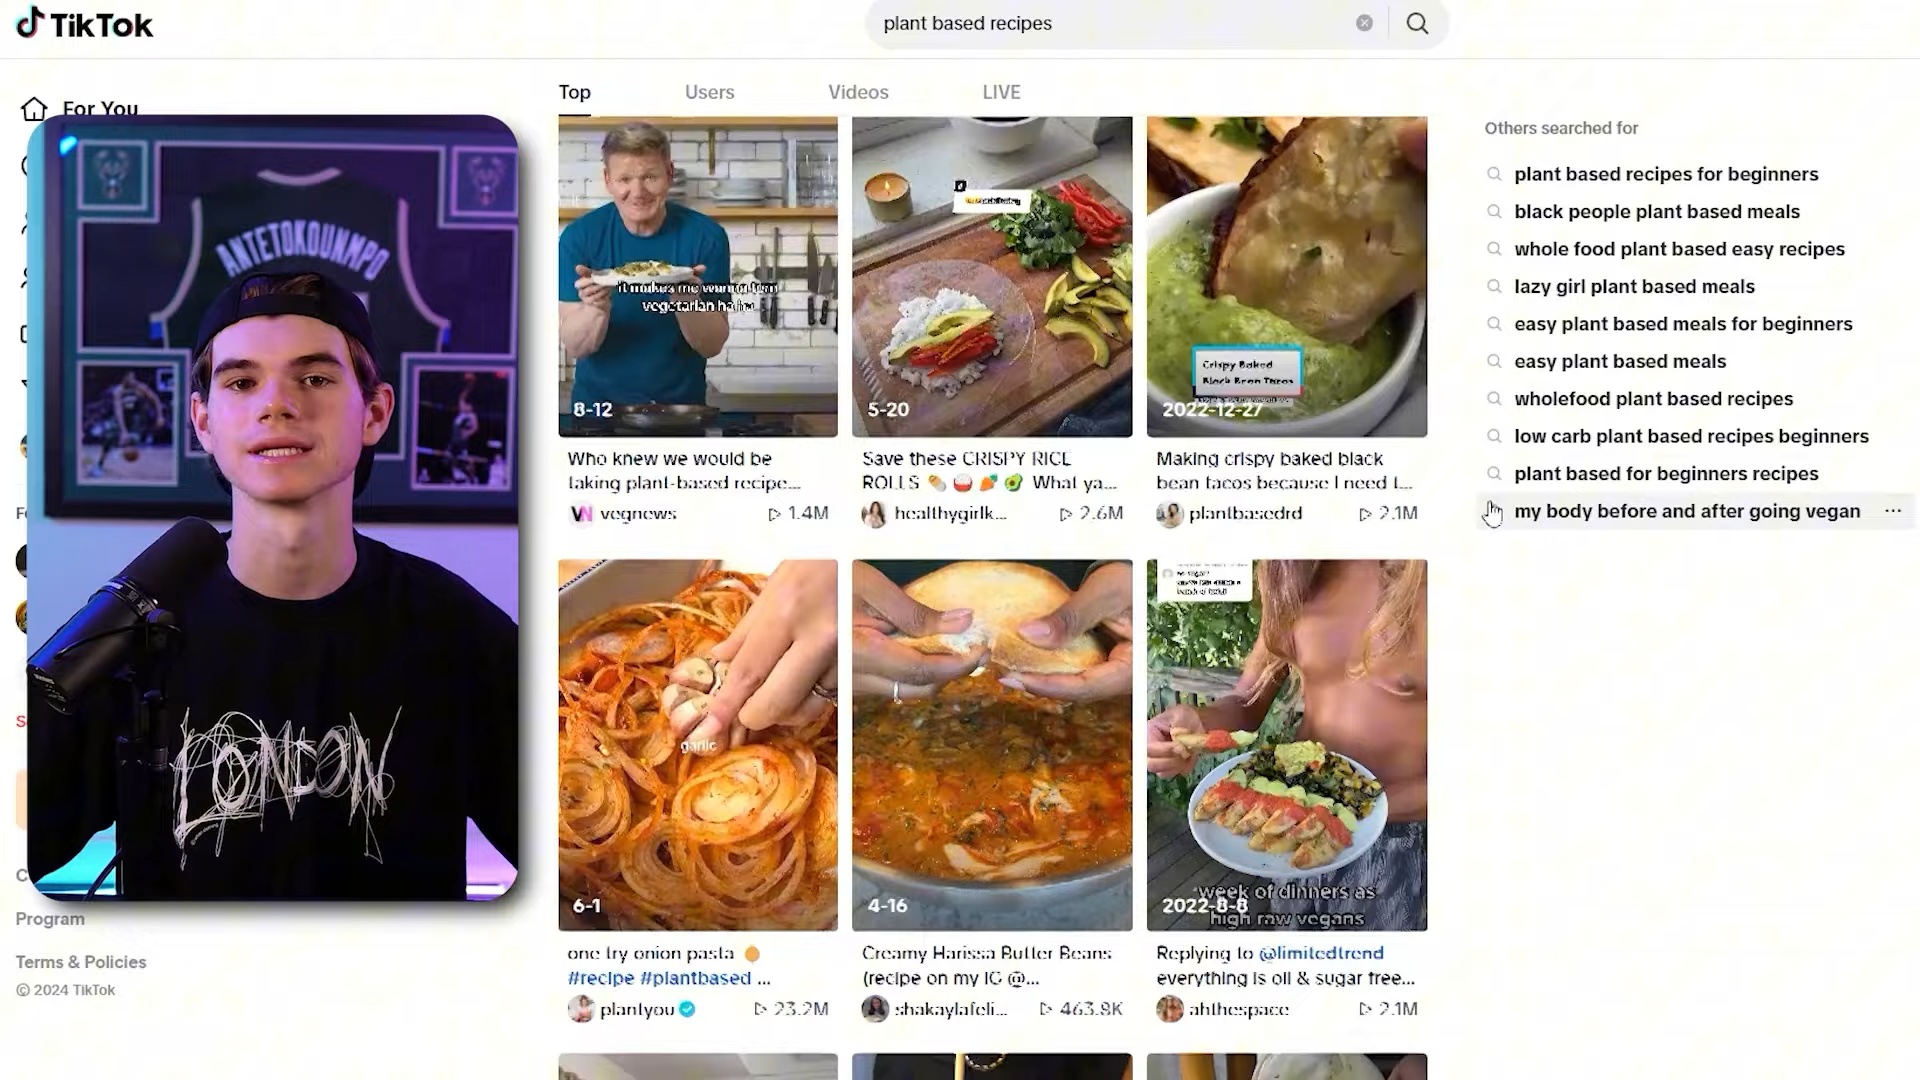 TikTok
plant based recipes
For You
Top
Users
Videos
LIVE
Others searched for
plant based recipes for beginners
black people plant based meals
whole food plant based easy recipes
lazy girl plant based meals
easy plant based meals for beginners
easy plant based meals
wholefood plant based recipes
low carb plant based recipes beginners
plant based for beginners recipes
my body before and after going vegan ...
ANTETOKOUNMPO
LONDON
it makes me wanna turn
vegetarian
8-12
5-20
Crispy Baked
Black Bean Tacos
2022-12-27
Who knew we would be
taking plant-based recipe...
vegnews
1.4M
Save these CRISPY RICE
ROLLS What ya...
healthygirlk...
2.6M
Making crispy baked black
bean tacos because I need t...
plantbasedrd
2.1M
garlic
6-1
4-16
week of dinners as
high raw vegans
2022-8-8
one try onion pasta
#recipe #plantbased ...
plantyou
23.2M
Creamy Harissa Butter Beans
(recipe on my IG @...
shakaylafeli...
463.8K
Replying to @limitedtrend
everything is oil & sugar free...
ahthespace
2.1M
Program
Terms & Policies
© 2024 TikTok